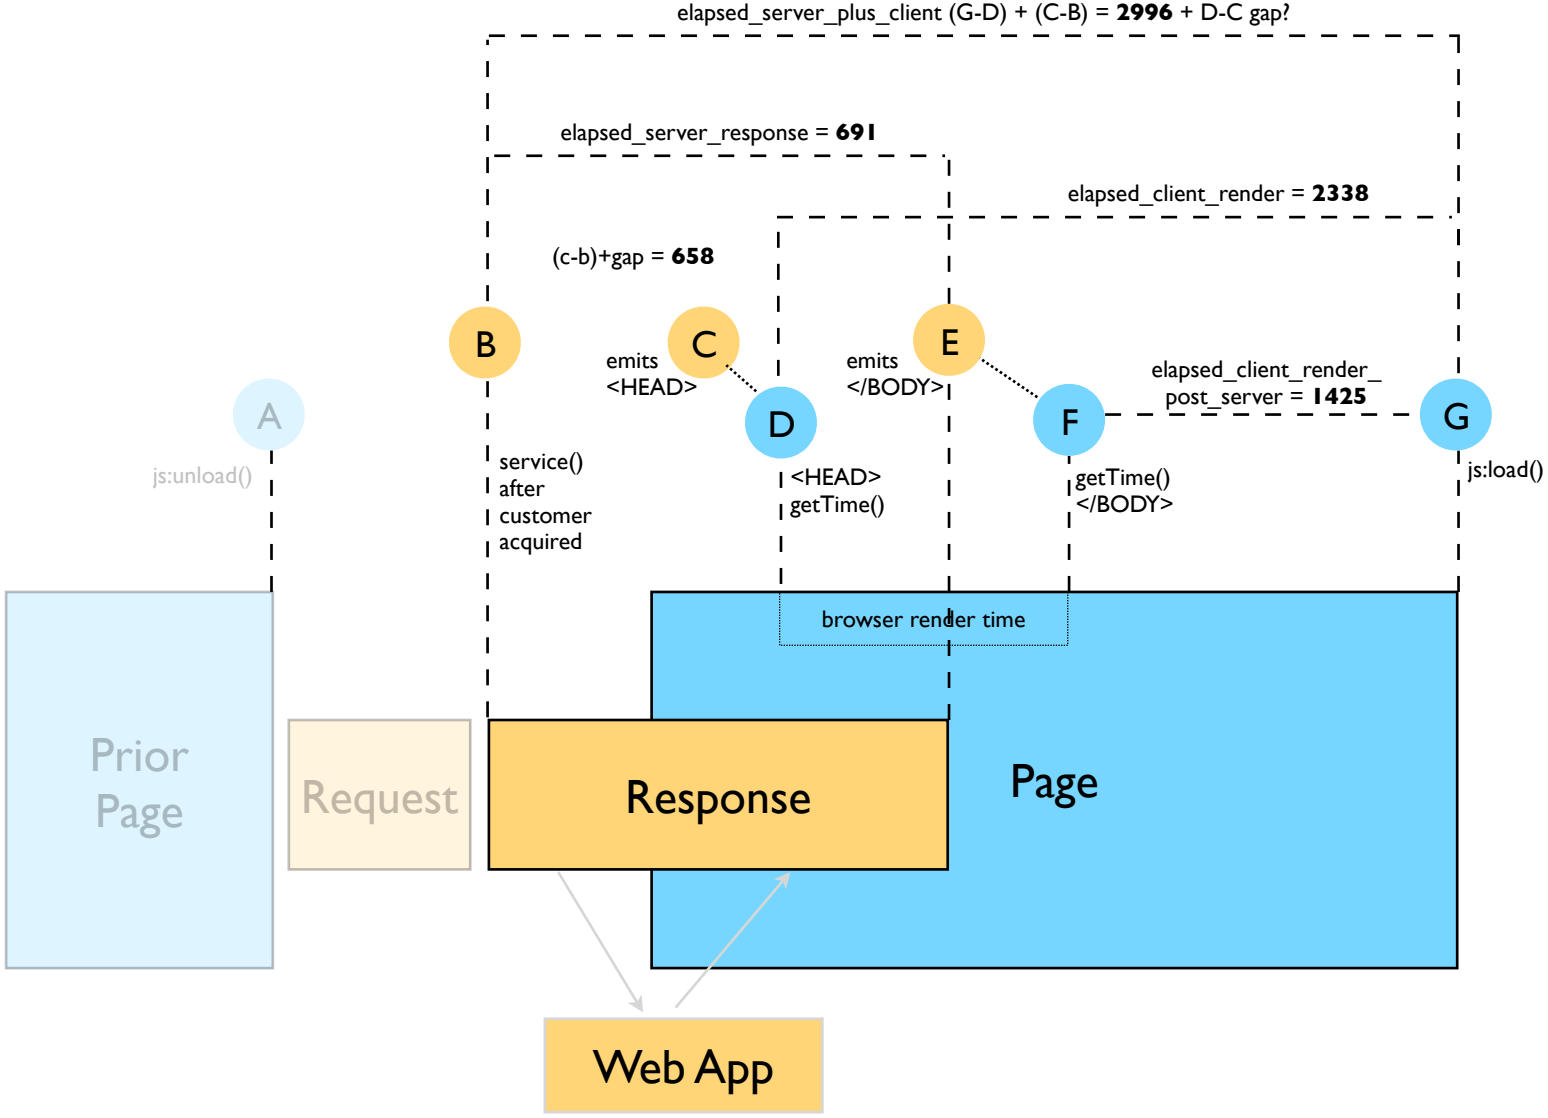 elapsed_server_plus_client (G-D) + (C-B) = 2996 + D-C gap?
elapsed_server_response = 691
elapsed_client_render = 2338
(c-b)+gap = 658
B
C
E
emits
<HEAD>
emits
</BODY>
elapsed_client_render_
post_server = 1425
A
D
F
G
js:unload()
service()
after
customer
acquired
<HEAD>
getTime()
getTime()
</BODY>
js:load()
browser render time
Prior
Page
Request
Response
Page
Web App